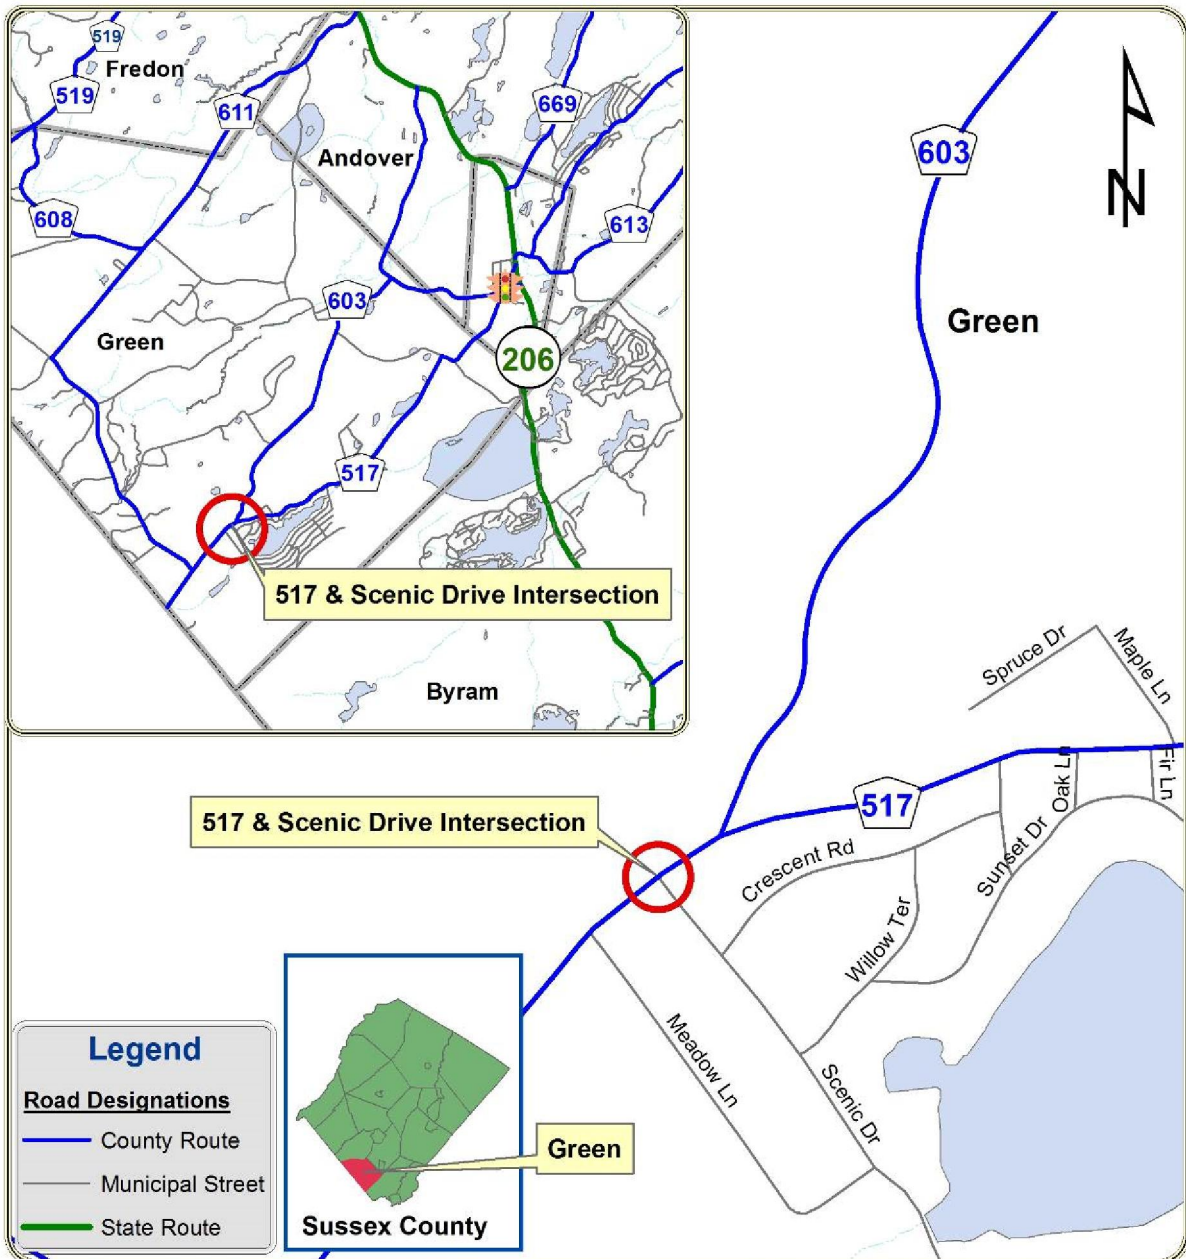 519
Fredon
519
611
669
Andover
608
613
603
Green
206
517
517 & Scenic Drive Intersection
Byram
603
N
Green
Spruce Dr
Maple Ln
Oak Ln
Fir Ln
517
517 & Scenic Drive Intersection
Crescent Rd
Sunset Dr
Willow Ter
Meadow Ln
Scenic Dr
Legend
Road Designations
County Route
Municipal Street
State Route
Green
Sussex County